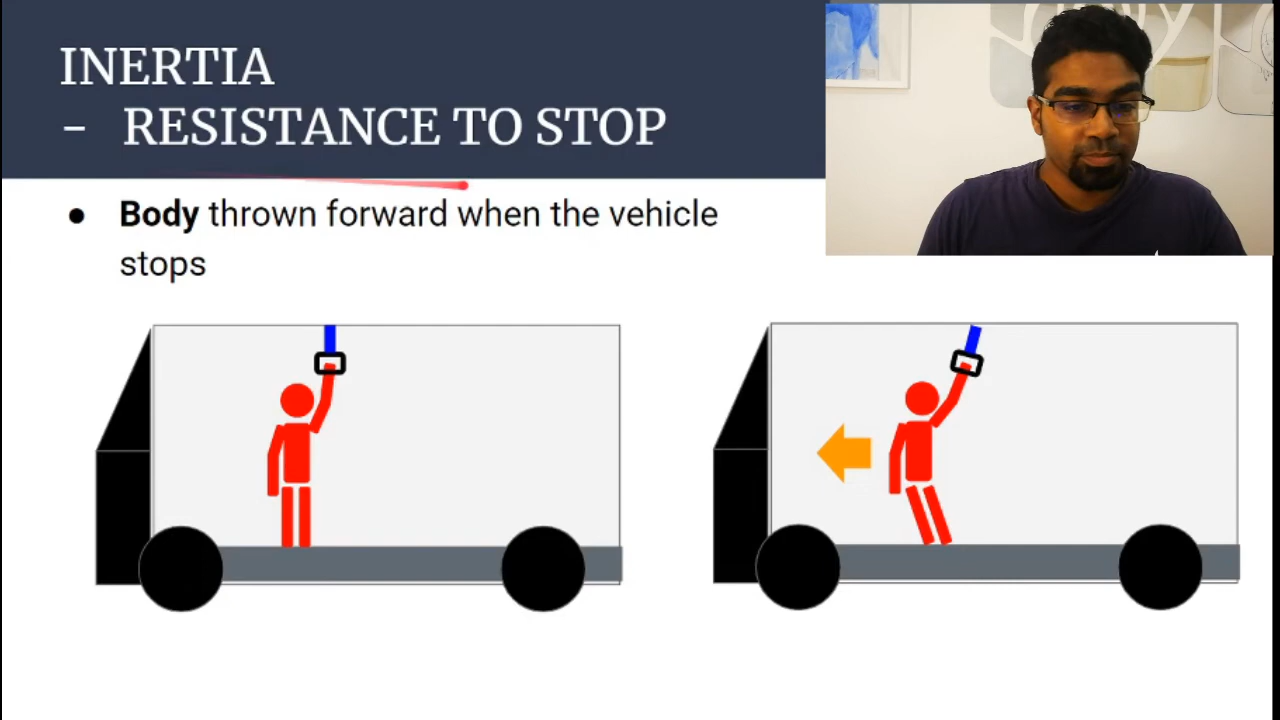 INERTIA
- RESISTANCE TO STOP
● Body thrown forward when the vehicle
stops